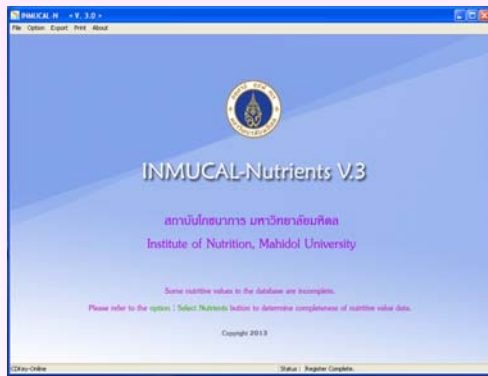 INMUCAL-N < V. 3.0 >
File Option Export Print About
INMUCAL-Nutrients V.3
สถาบันโภชนาการ มหาวิทยาลัยมหิดล
Institute of Nutrition, Mahidol University
Some nutritive values in the database are incomplete.
Please refer to the option : Select Nutrients button to determine completeness of nutritive value data.
Copyright 2013
CDKey-Online
Status : Register Complete.